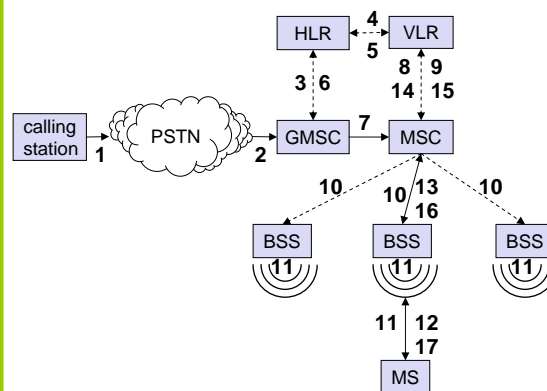 HLR 4 VLR
5
3 6 8 9
14 15
calling station
PSTN
GMSC 7 MSC
1 2
10 10 13 10
16
BSS BSS BSS
11 11 11
11 12
17
MS